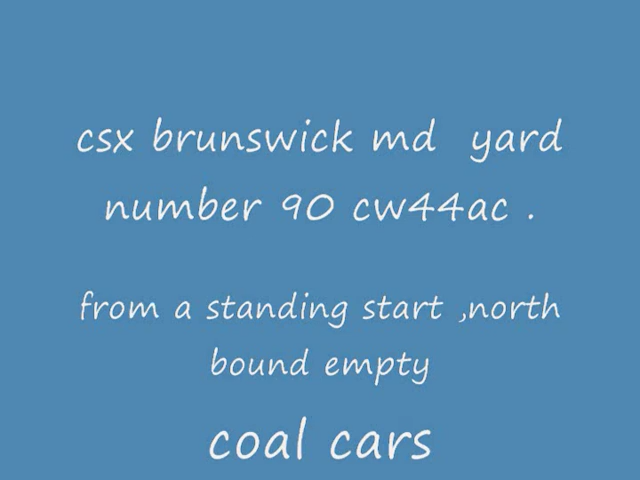 csx brunswick md yard
number 90 cw44ac .
from a standing start ,north
bound empty
coal cars